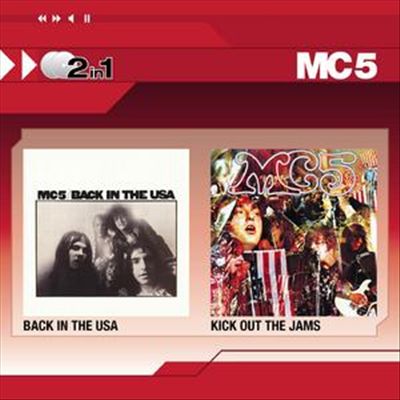 2in1
MC5
MC5 BACK IN THE USA
MC5
BACK IN THE USA
KICK OUT THE JAMS